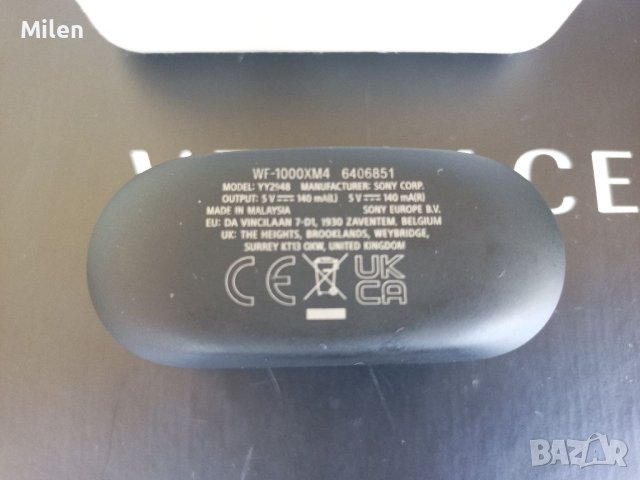 Milen
VERSACE
WF-1000XM4 6406851
MODEL: YY2948 MANUFACTURER: SONY CORP.
OUTPUT: 5 V⎓140 mA(L) 5 V⎓140 mA(R)
MADE IN MALAYSIA SONY EUROPE B.V.
EU: DA VINCILAAN 7-D1, 1930 ZAVENTEM, BELGIUM
UK: THE HEIGHTS, BROOKLANDS, WEYBRIDGE,
SURREY KT13 0XW, UNITED KINGDOM
CE UK
CA
BAZAR